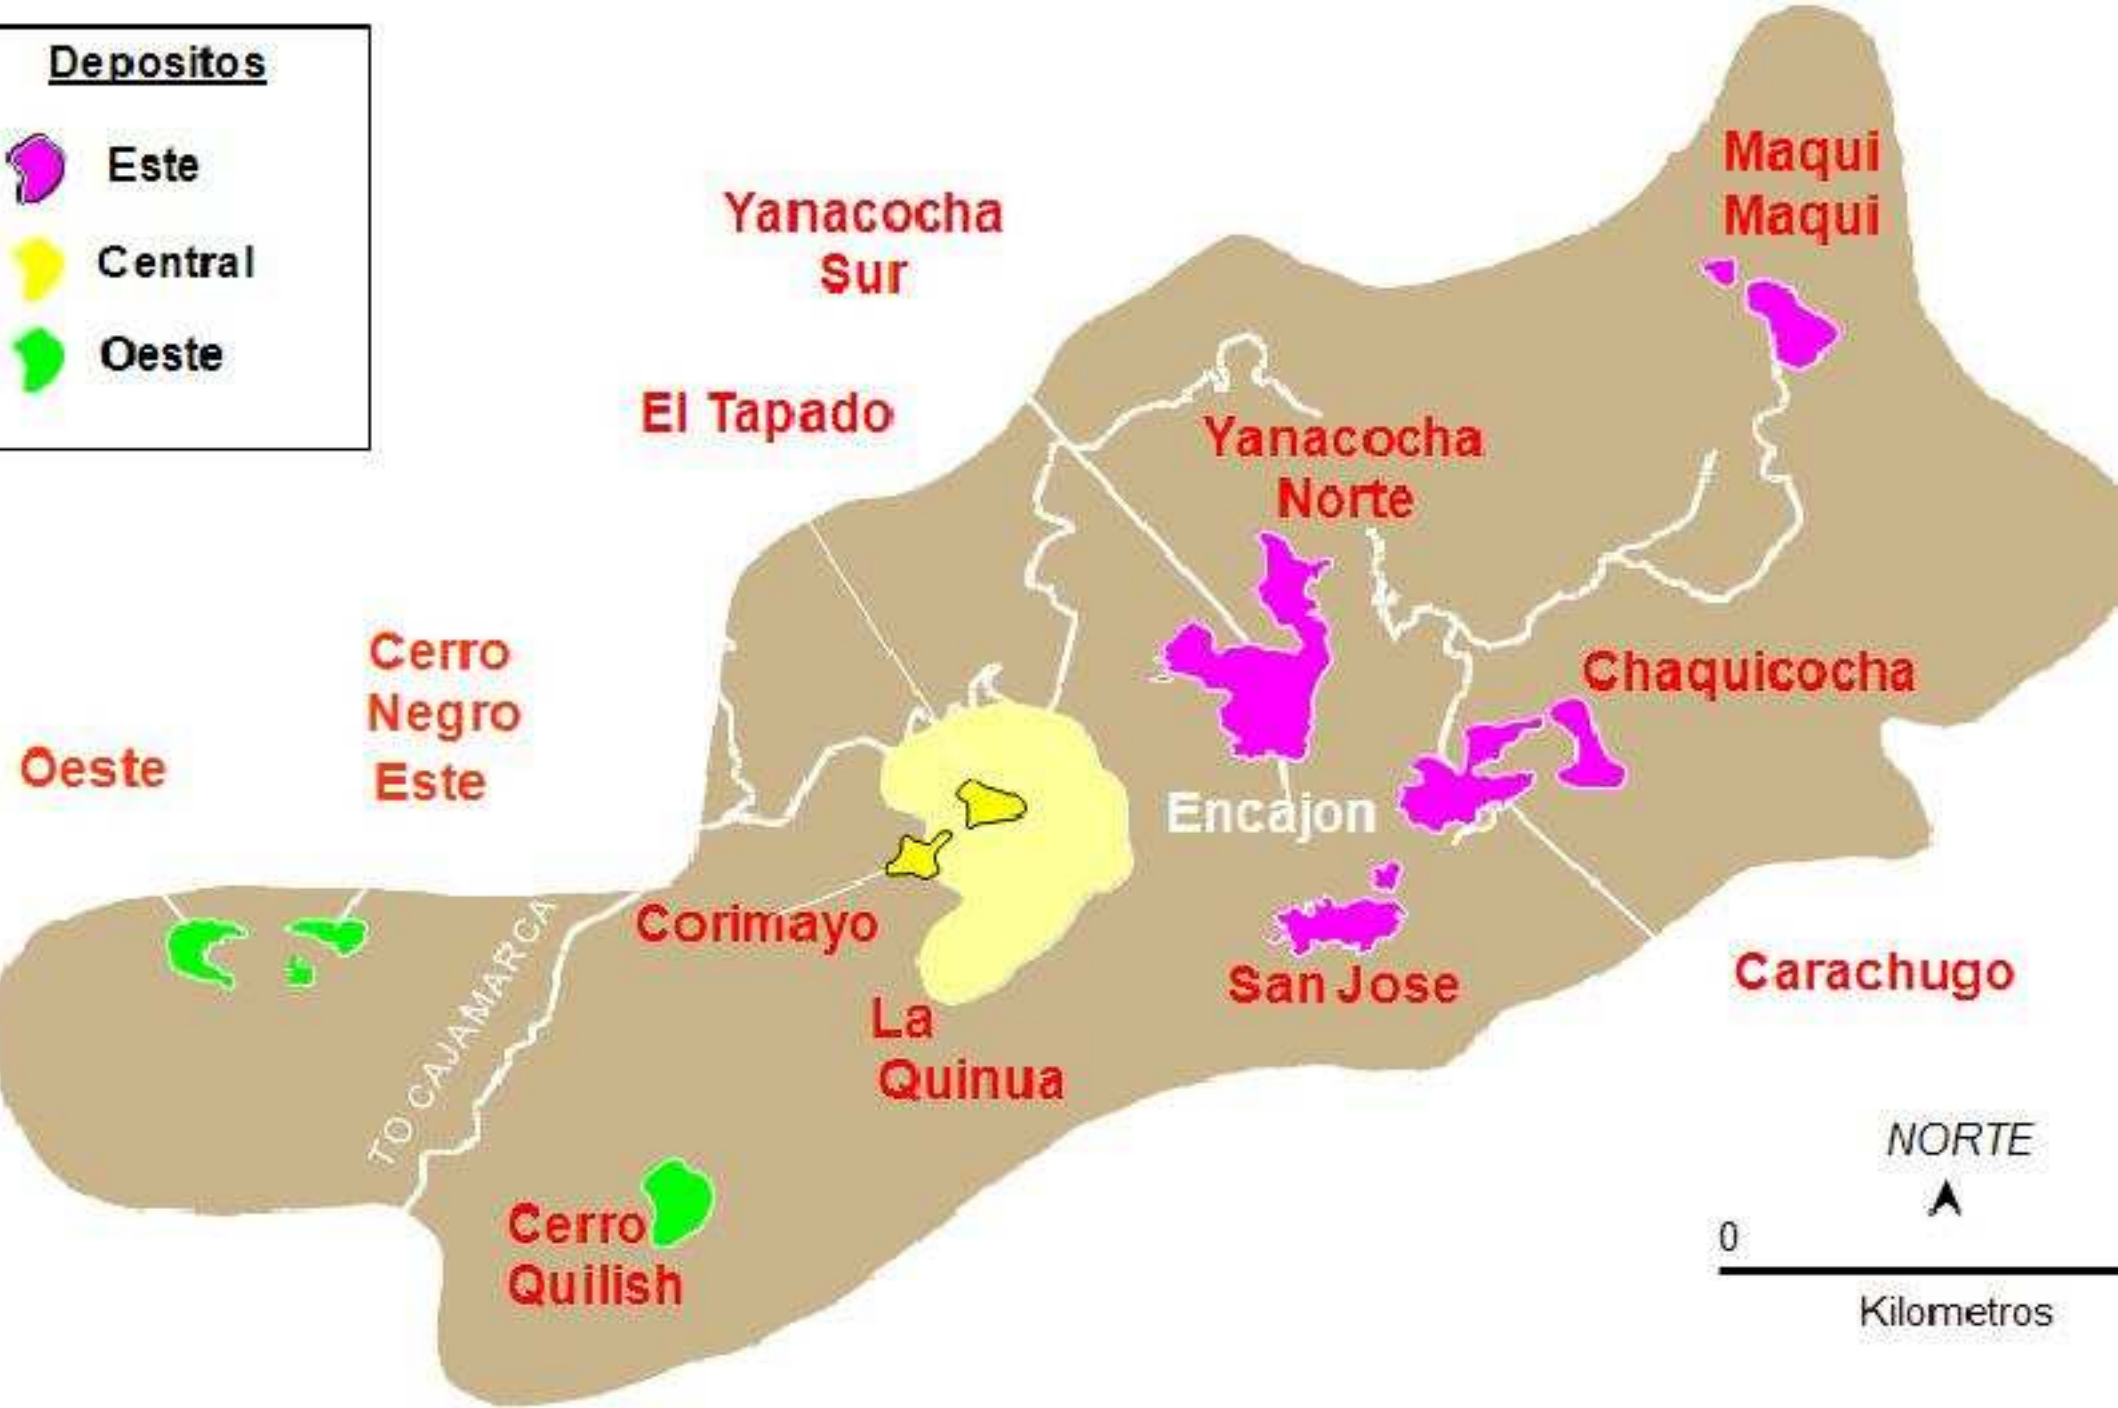 Depositos
Este
Central
Oeste
Maqui
Maqui
Yanacocha
Sur
El Tapado
Yanacocha
Norte
Cerro
Negro
Este
Oeste
Chaquicocha
Encajon
Corimayo
TO CAJAMARCA
San Jose
Carachugo
La
Quinua
Cerro
Quilish
NORTE
0
Kilometros